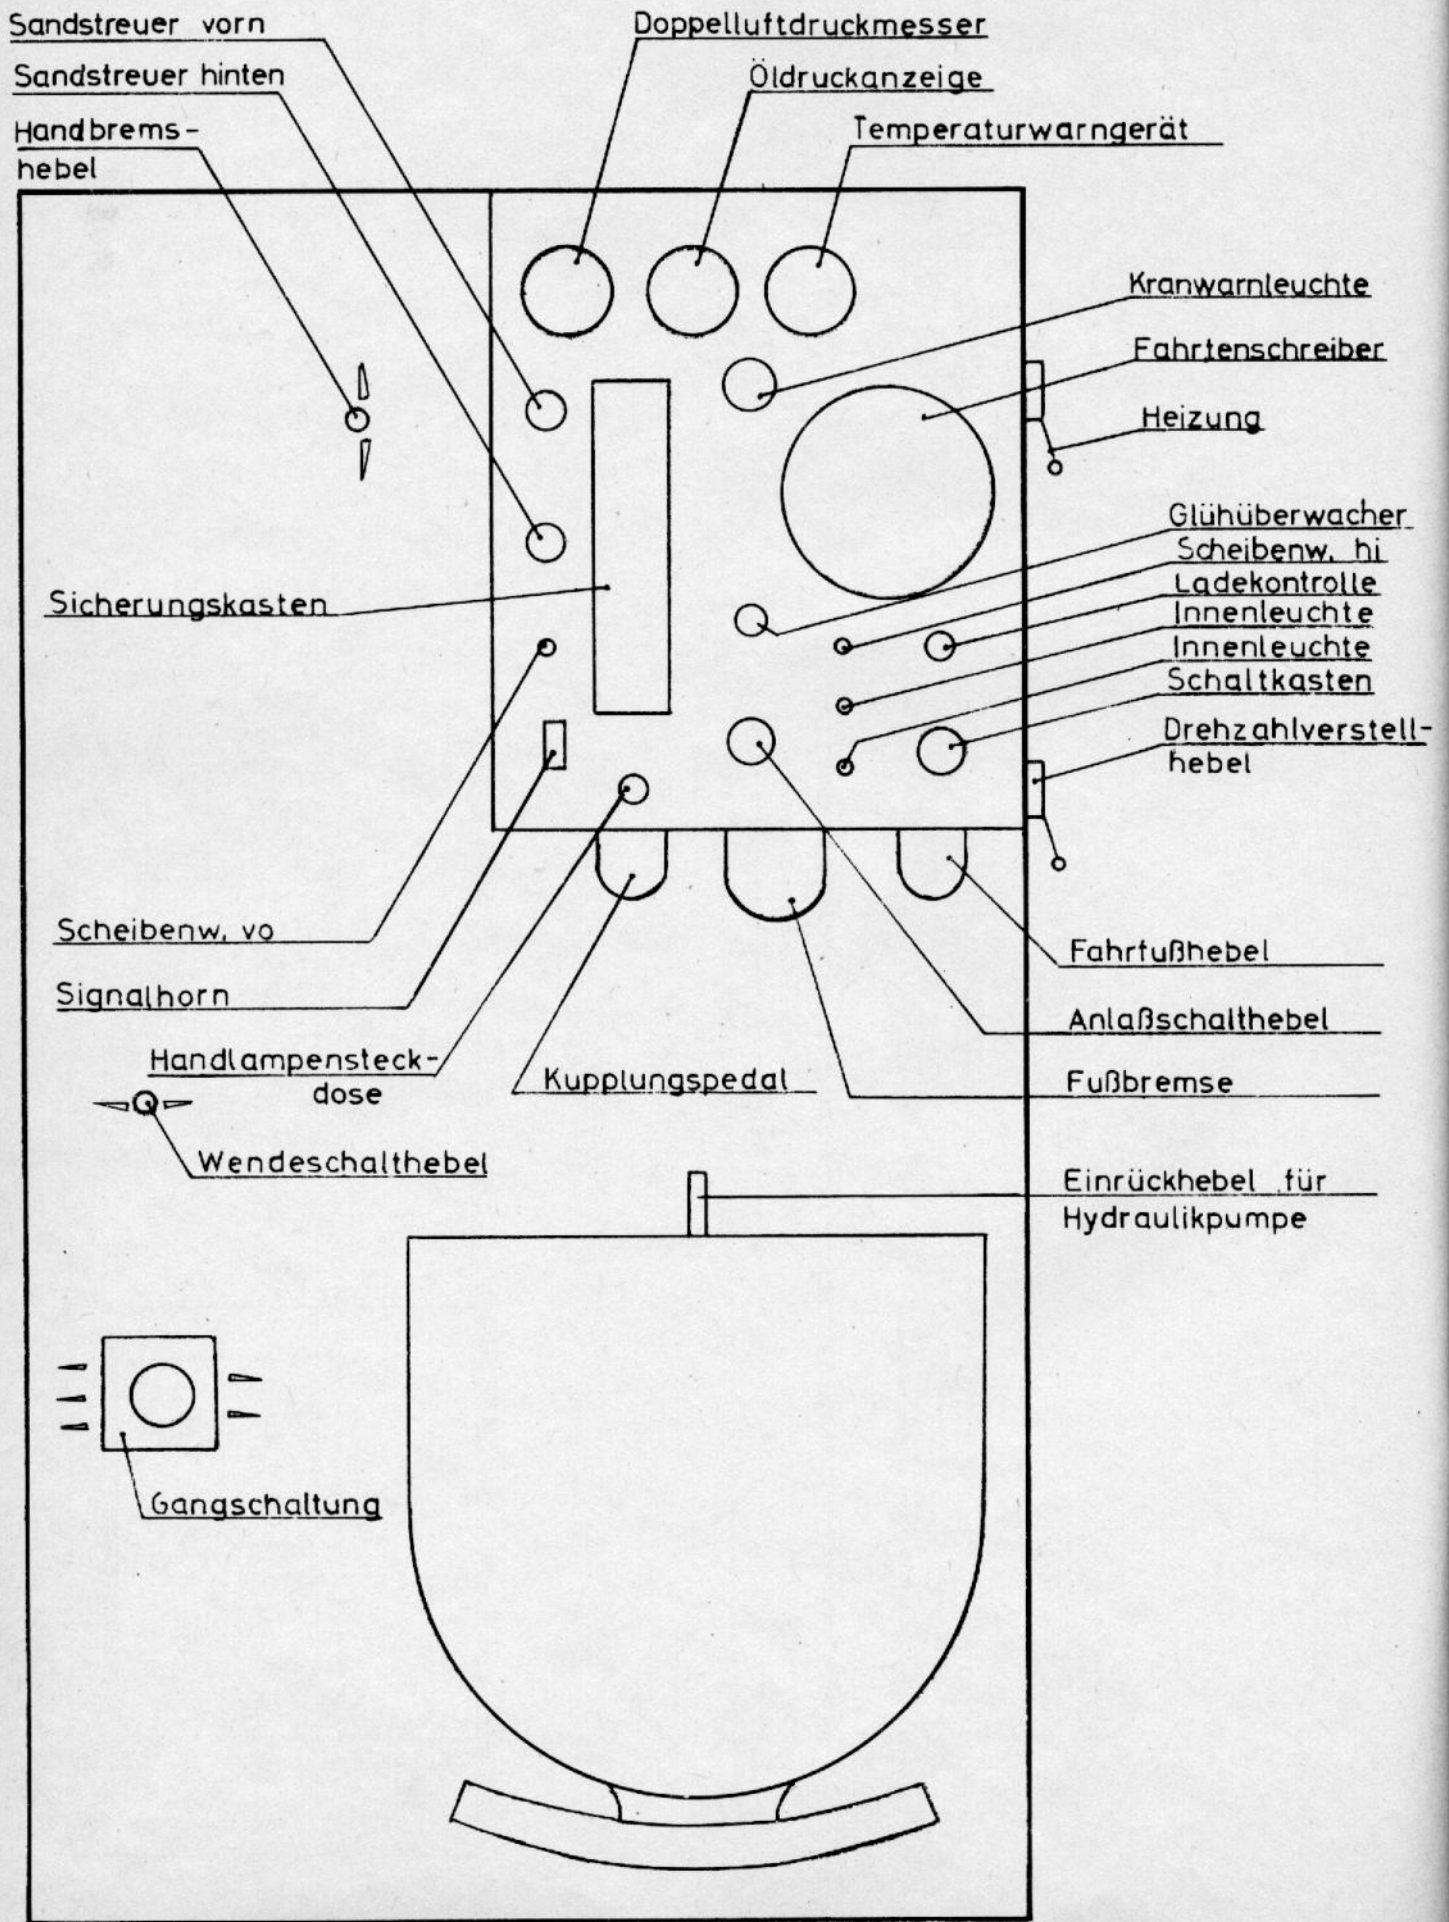 Sandstreuer vorn
Doppelluftdruckmesser
Sandstreuer hinten
Öldruckanzeige
Handbrems-
hebel
Temperaturwarngerät
Kranwarnleuchte
Fahrtenschreiber
Heizung
Glühüberwacher
Scheibenw. hi
Ladekontrolle
Innenleuchte
Innenleuchte
Schaltkasten
Drehzahlverstell-
hebel
Sicherungskasten
Scheibenw. vo
Signalhorn
Handlampensteck-
dose
Kupplungspedal
Fahrfußhebel
Anlaßschalthebel
Fußbremse
Wendeschalthebel
Einrückhebel für
Hydraulikpumpe
Gangschaltung